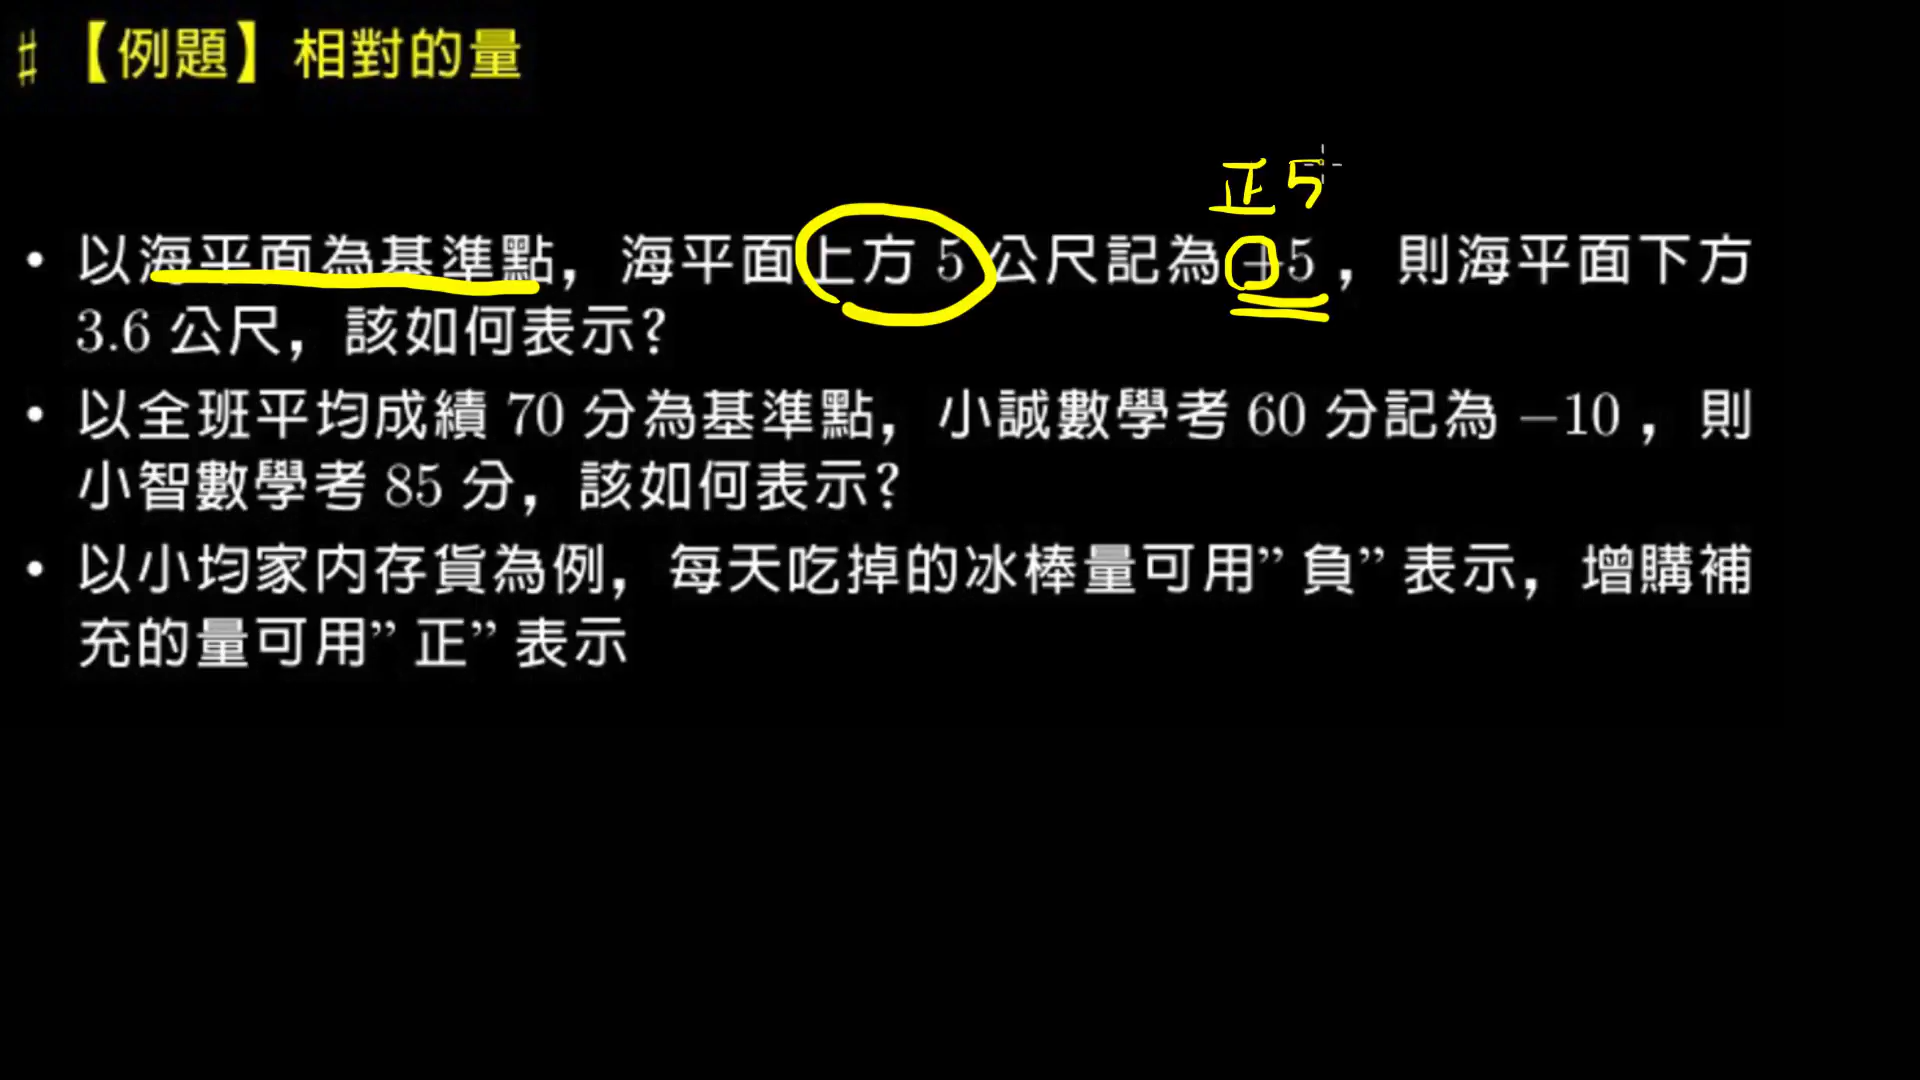 ♯【例題】相對的量
正5
• 以海平面為基準點，海平面上方 5 公尺記為 +5，則海平面下方
3.6 公尺，該如何表示?
• 以全班平均成績 70 分為基準點，小誠數學考 60 分記為 −10，則
小智數學考 85 分，該如何表示?
• 以小均家內存貨為例，每天吃掉的冰棒量可用” 負” 表示，增購補
充的量可用” 正” 表示